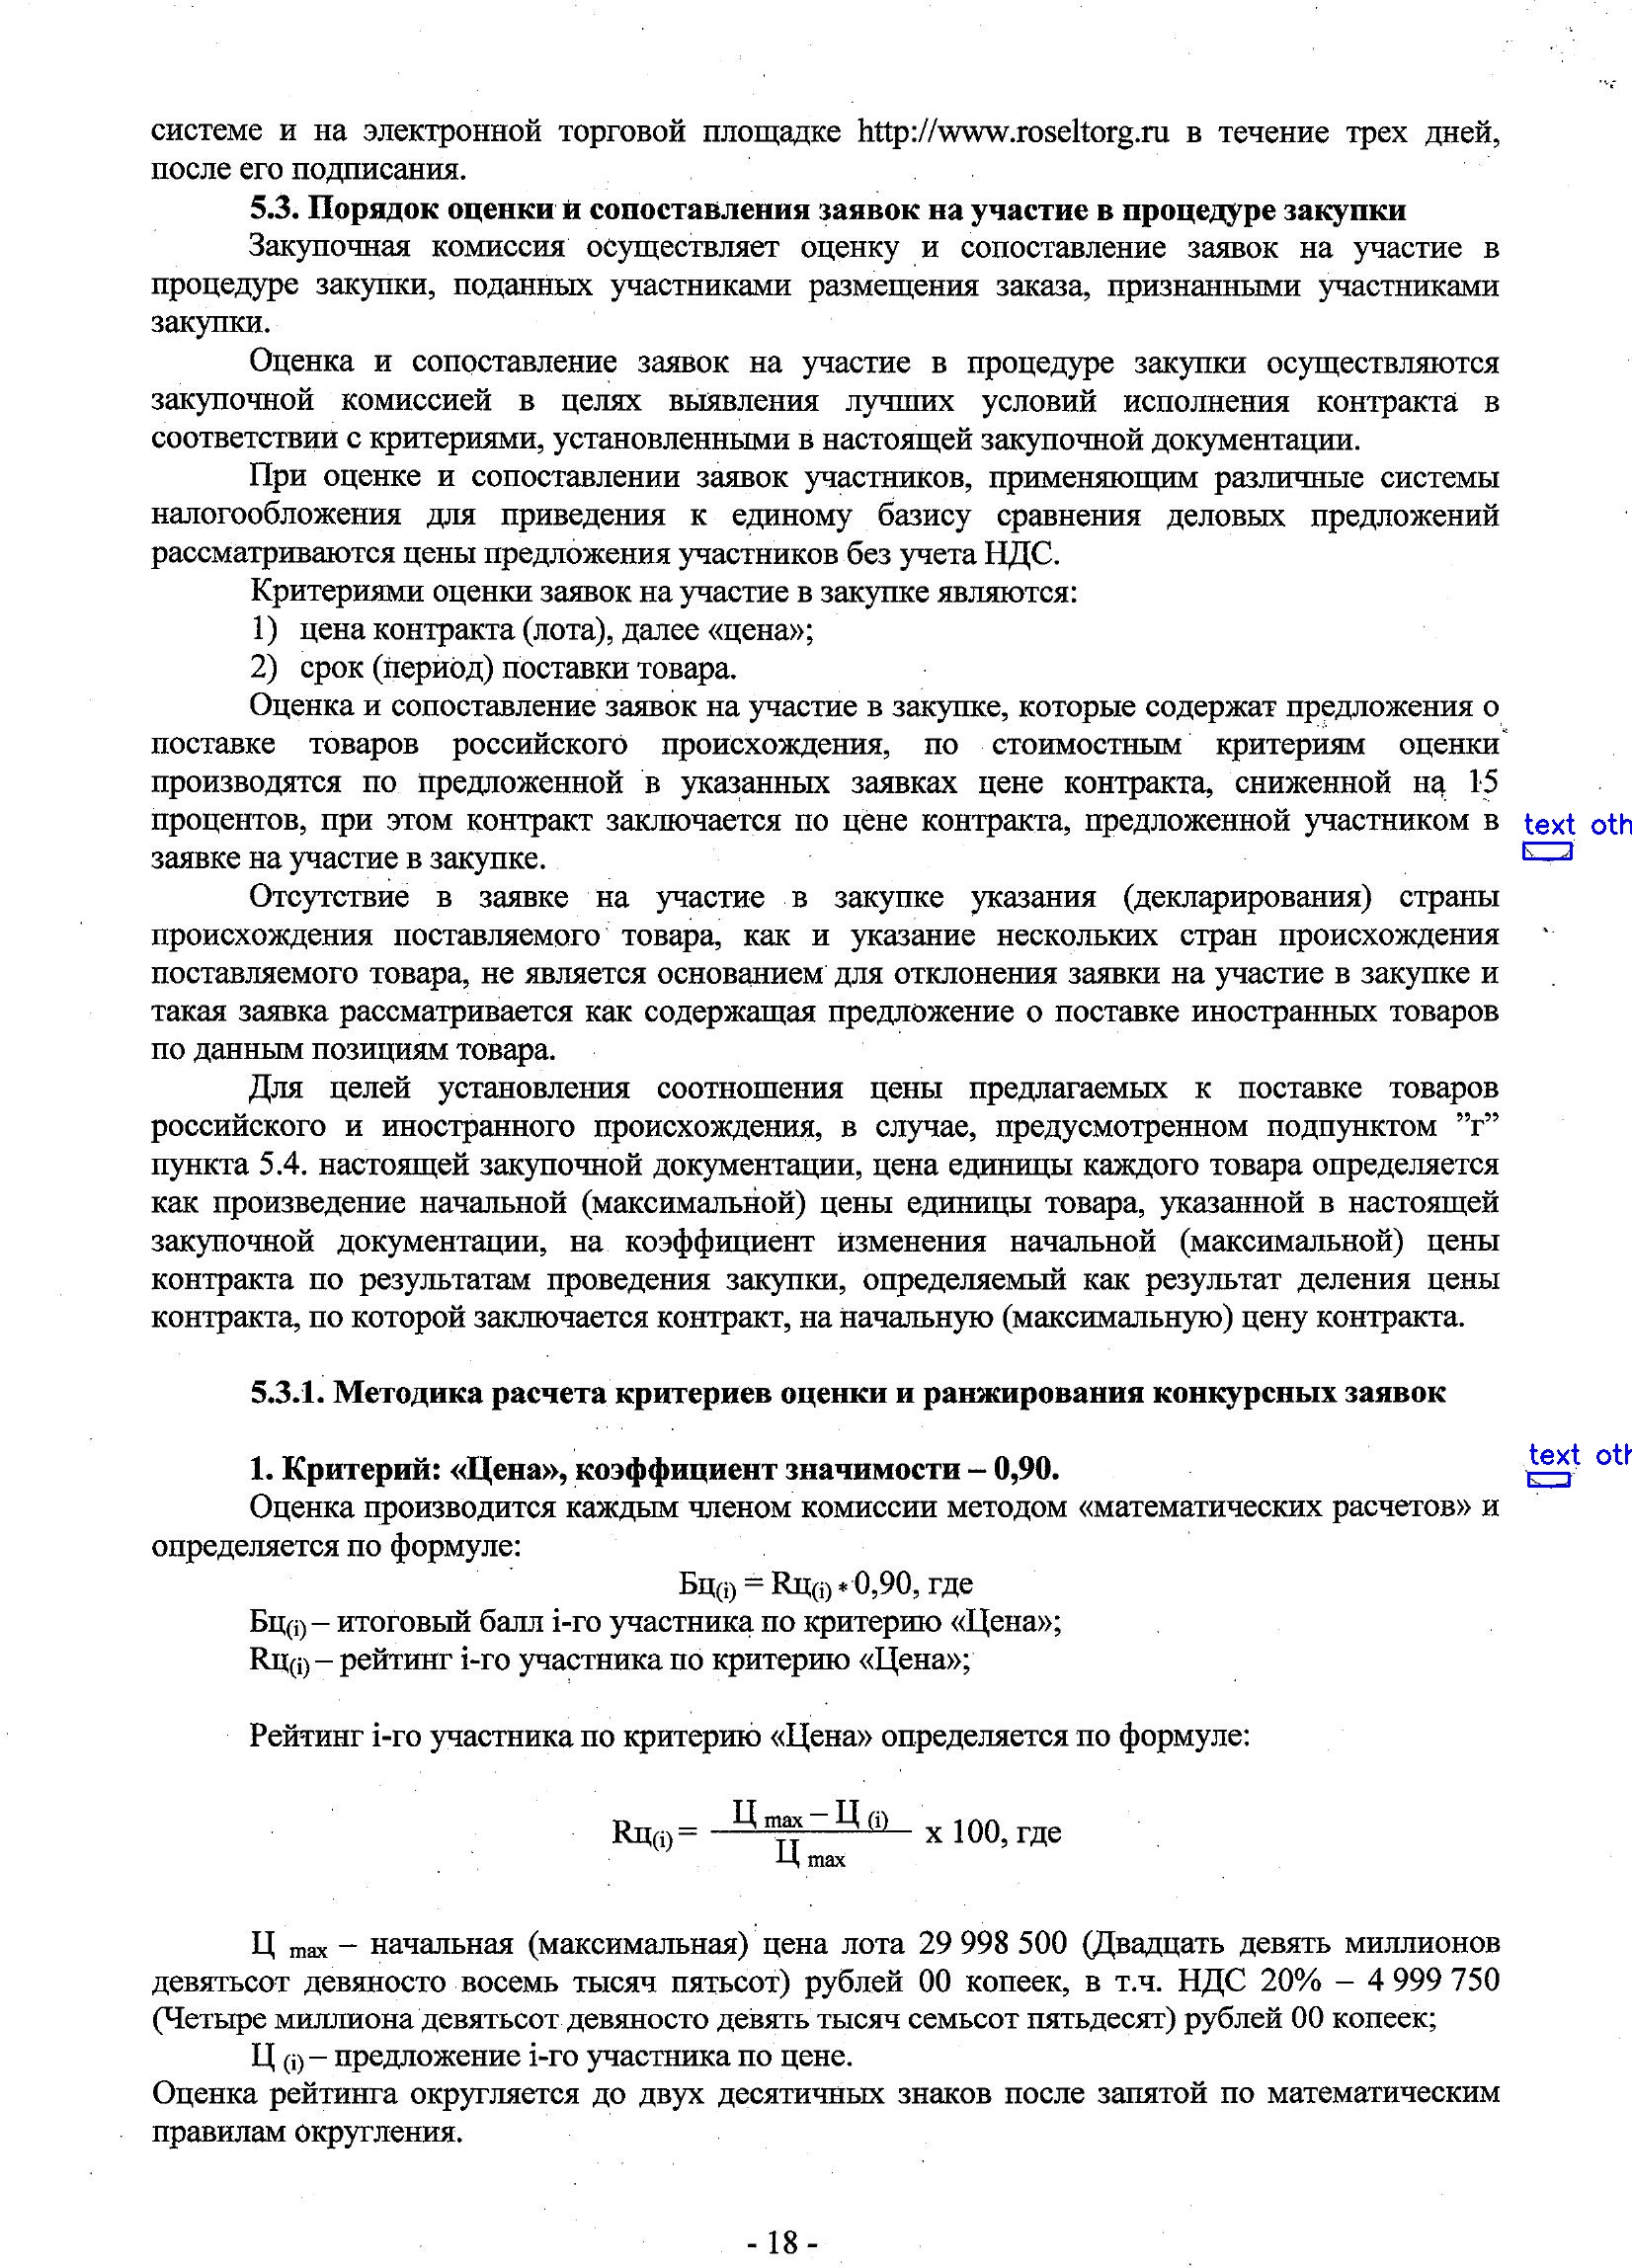 системе и на электронной торговой площадке http://www.roseltorg.ru в течение трех дней,
после его подписания.
5.3. Порядок оценки и сопоставления заявок на участие в процедуре закупки
Закупочная комиссия осуществляет оценку и сопоставление заявок на участие в
процедуре закупки, поданных участниками размещения заказа, признанными участниками
закупки.
Оценка и сопоставление заявок на участие в процедуре закупки осуществляются
закупочной комиссией в целях выявления лучших условий исполнения контракта в
соответствии с критериями, установленными в настоящей закупочной документации.
При оценке и сопоставлении заявок участников, применяющим различные системы
налогообложения для приведения к единому базису сравнения деловых предложений
рассматриваются цены предложения участников без учета НДС.
Критериями оценки заявок на участие в закупке являются:
1) цена контракта (лота), далее «цена»;
2) срок (период) поставки товара.
Оценка и сопоставление заявок на участие в закупке, которые содержат предложения о
поставке товаров российского происхождения, по стоимостным критериям оценки
производятся по предложенной в указанных заявках цене контракта, сниженной на 15
процентов, при этом контракт заключается по цене контракта, предложенной участником в
text oth
заявке на участие в закупке.
Отсутствие в заявке на участие в закупке указания (декларирования) страны
происхождения поставляемого товара, как и указание нескольких стран происхождения
поставляемого товара, не является основанием для отклонения заявки на участие в закупке и
такая заявка рассматривается как содержащая предложение о поставке иностранных товаров
по данным позициям товара.
Для целей установления соотношения цены предлагаемых к поставке товаров
российского и иностранного происхождения, в случае, предусмотренном подпунктом ”г”
пункта 5.4. настоящей закупочной документации, цена единицы каждого товара определяется
как произведение начальной (максимальной) цены единицы товара, указанной в настоящей
закупочной документации, на коэффициент изменения начальной (максимальной) цены
контракта по результатам проведения закупки, определяемый как результат деления цены
контракта, по которой заключается контракт, на начальную (максимальную) цену контракта.
5.3.1. Методика расчета критериев оценки и ранжирования конкурсных заявок
1. Критерий: «Цена», коэффициент значимости – 0,90.
text oth
Оценка производится каждым членом комиссии методом «математических расчетов» и
определяется по формуле:
Бц(i) = Rц(i) * 0,90, где
Бц(i) – итоговый балл i-го участника по критерию «Цена»;
Rц(i) – рейтинг i-го участника по критерию «Цена»;
Рейтинг i-го участника по критерию «Цена» определяется по формуле:
Ц max – Ц (i)
Rц(i) = x 100, где
Ц max
Ц max – начальная (максимальная) цена лота 29 998 500 (Двадцать девять миллионов
девятьсот девяносто восемь тысяч пятьсот) рублей 00 копеек, в т.ч. НДС 20% – 4 999 750
(Четыре миллиона девятьсот девяносто девять тысяч семьсот пятьдесят) рублей 00 копеек;
Ц (i) – предложение i-го участника по цене.
Оценка рейтинга округляется до двух десятичных знаков после запятой по математическим
правилам округления.
- 18 -